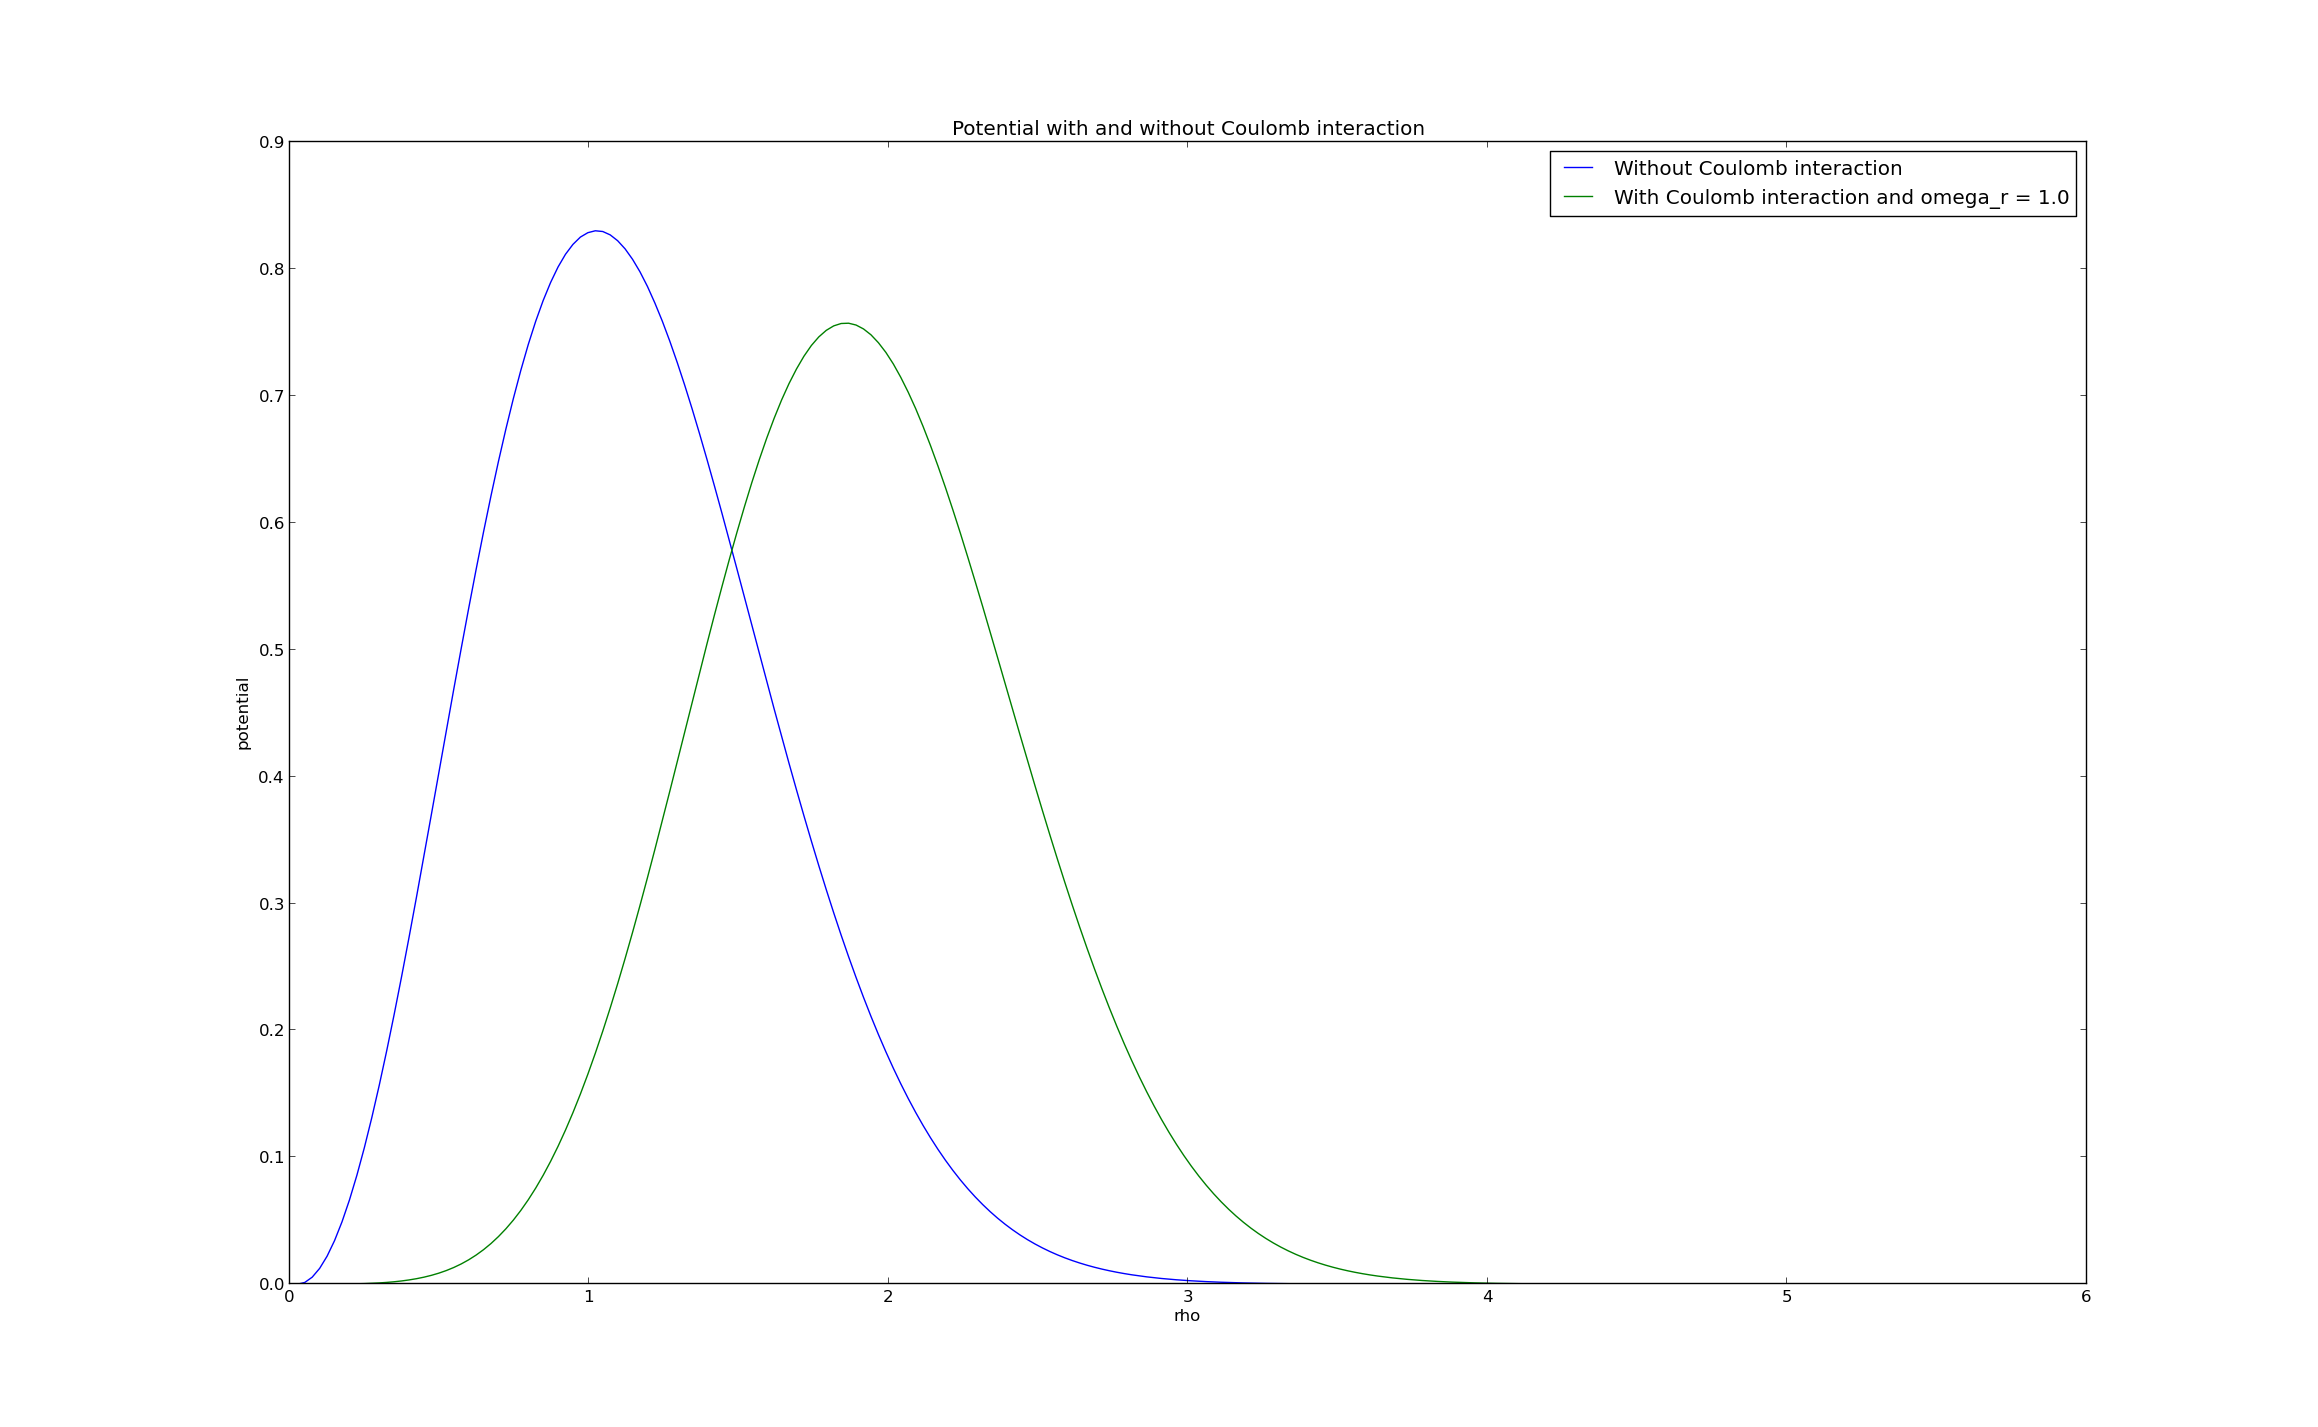 Potential with and without Coulomb interaction
Without Coulomb interaction
With Coulomb interaction and omega_r = 1.0
0.9
0.8
0.7
0.6
0.5
0.4
0.3
0.2
0.1
0.0
potential
0 1 2 3 4 5 6
rho